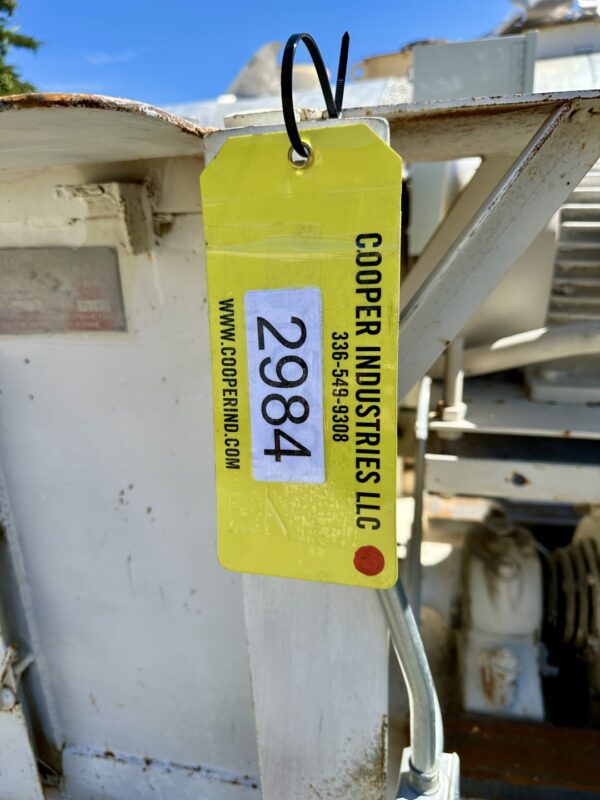 COOPER INDUSTRIES LLC
336-549-9308
2984
WWW.COOPERIND.COM